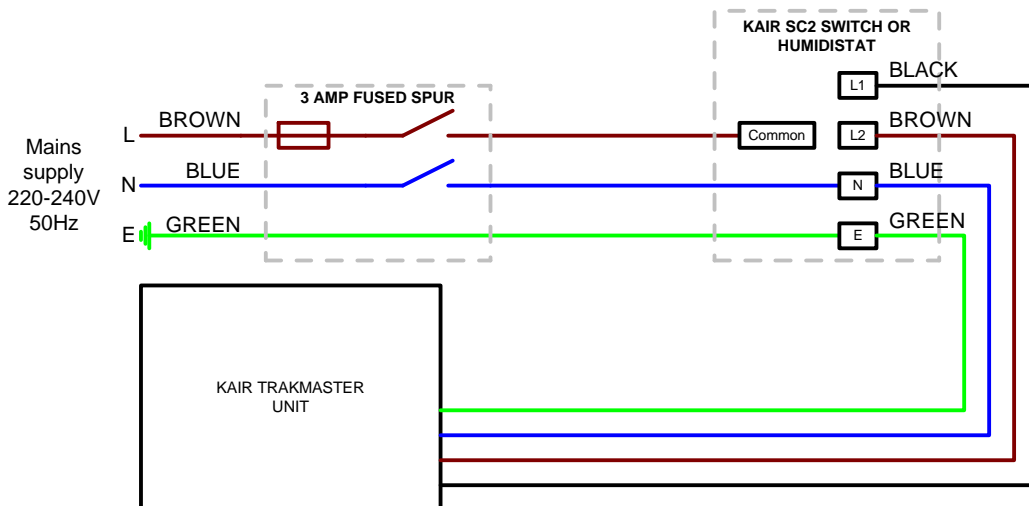 KAIR SC2 SWITCH OR
HUMIDISTAT
3 AMP FUSED SPUR
Mains
supply
220-240V
50Hz
L
BROWN
N
BLUE
E
GREEN
Common
L1
BLACK
L2
BROWN
N
BLUE
E
GREEN
KAIR TRAKMASTER
UNIT